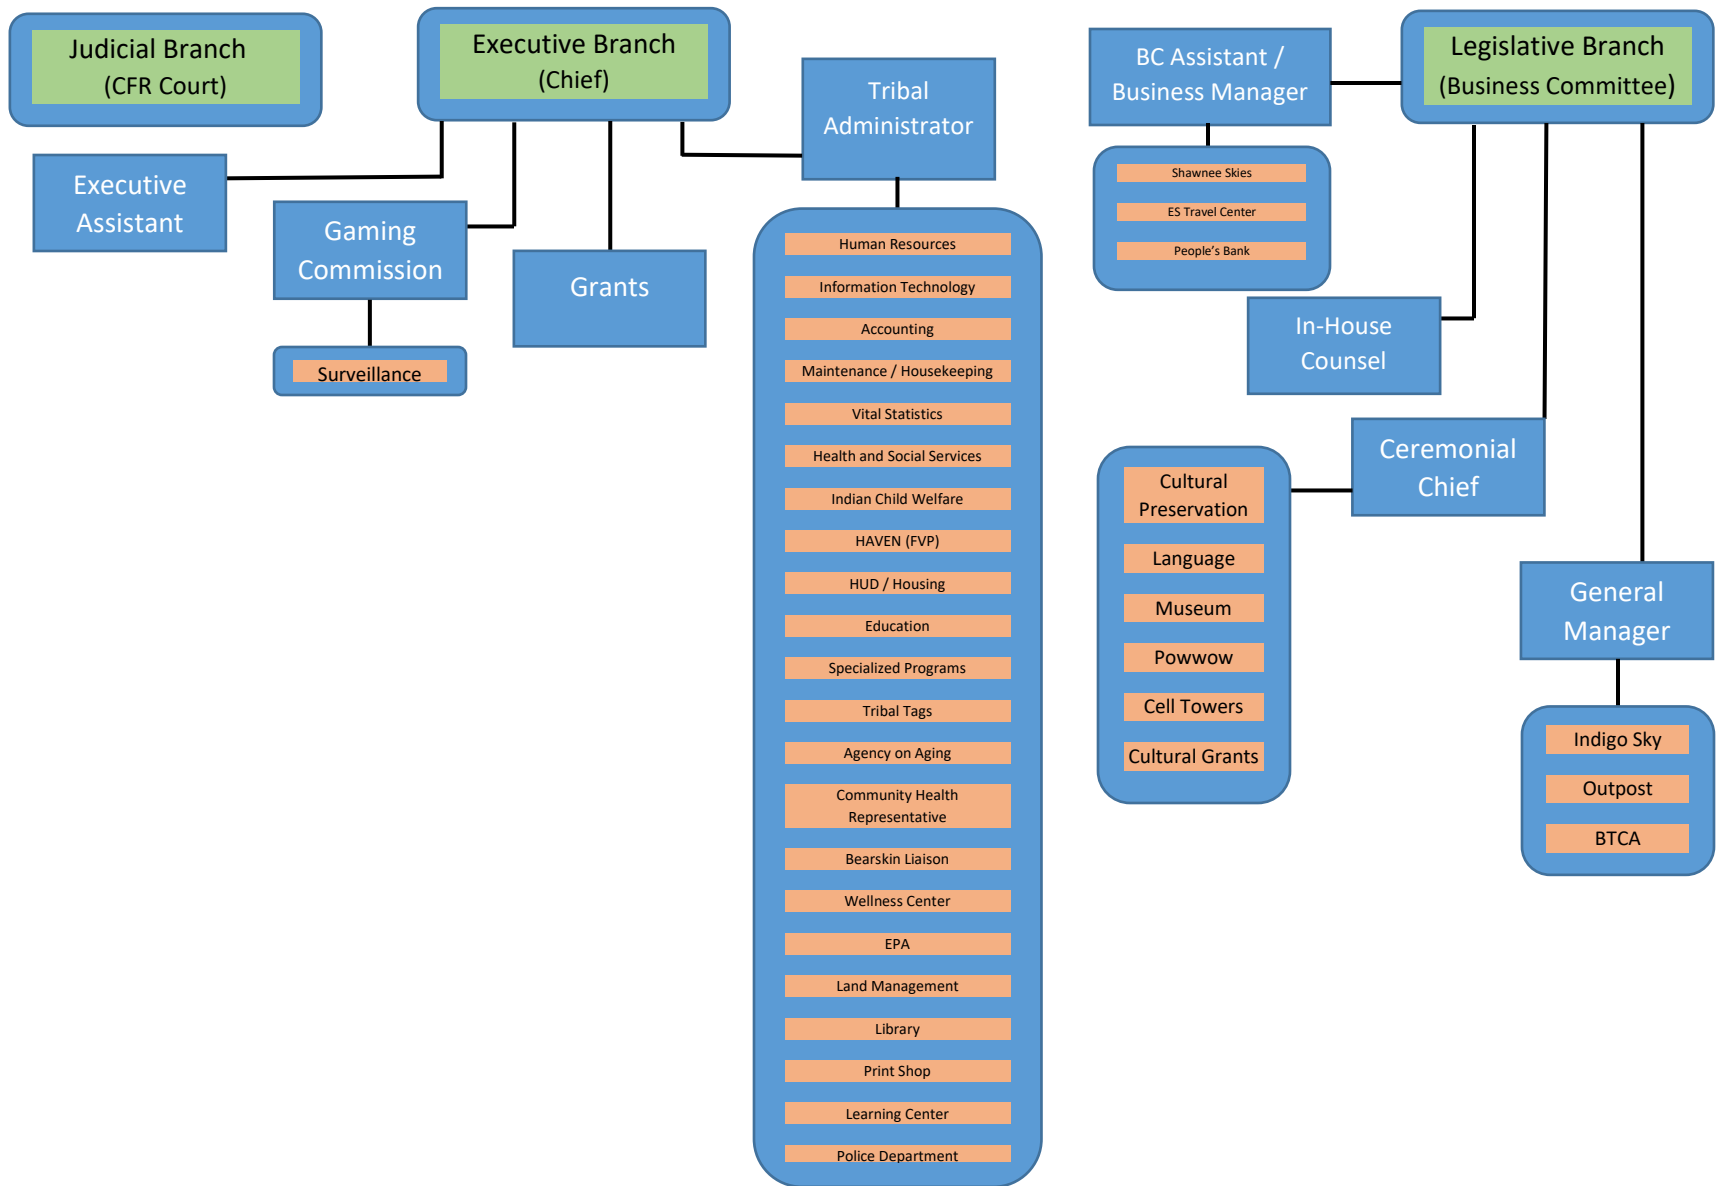 Judicial Branch
(CFR Court)
Executive Branch
(Chief)
Executive
Assistant
Gaming
Commission
Surveillance
Grants
Tribal
Administrator
Human Resources
Information Technology
Accounting
Maintenance / Housekeeping
Vital Statistics
Health and Social Services
Indian Child Welfare
HAVEN (FVP)
HUD / Housing
Education
Specialized Programs
Tribal Tags
Agency on Aging
Community Health
Representative
Bearskin Liaison
Wellness Center
EPA
Land Management
Library
Print Shop
Learning Center
Police Department
BC Assistant /
Business Manager
Shawnee Skies
ES Travel Center
People’s Bank
Legislative Branch
(Business Committee)
In-House
Counsel
Ceremonial
Chief
Cultural
Preservation
Language
Museum
Powwow
Cell Towers
Cultural Grants
General
Manager
Indigo Sky
Outpost
BTCA